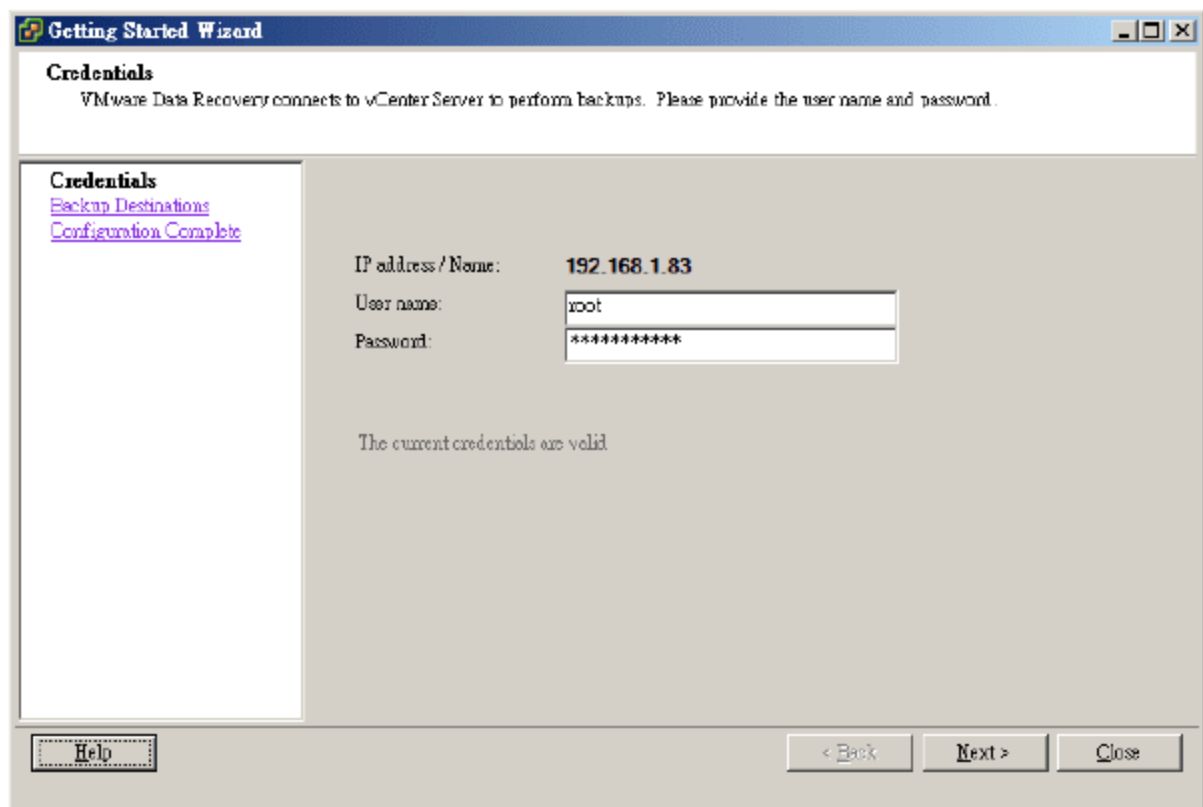 Getting Started Wizard
Credentials
VMware Data Recovery connects to vCenter Server to perform backups. Please provide the user name and password.
Credentials
Backup Destinations
Configuration Complete
IP address / Name: 192.168.1.83
User name: root
Password: ***********
The current credentials are valid
Help < Back Next > Close